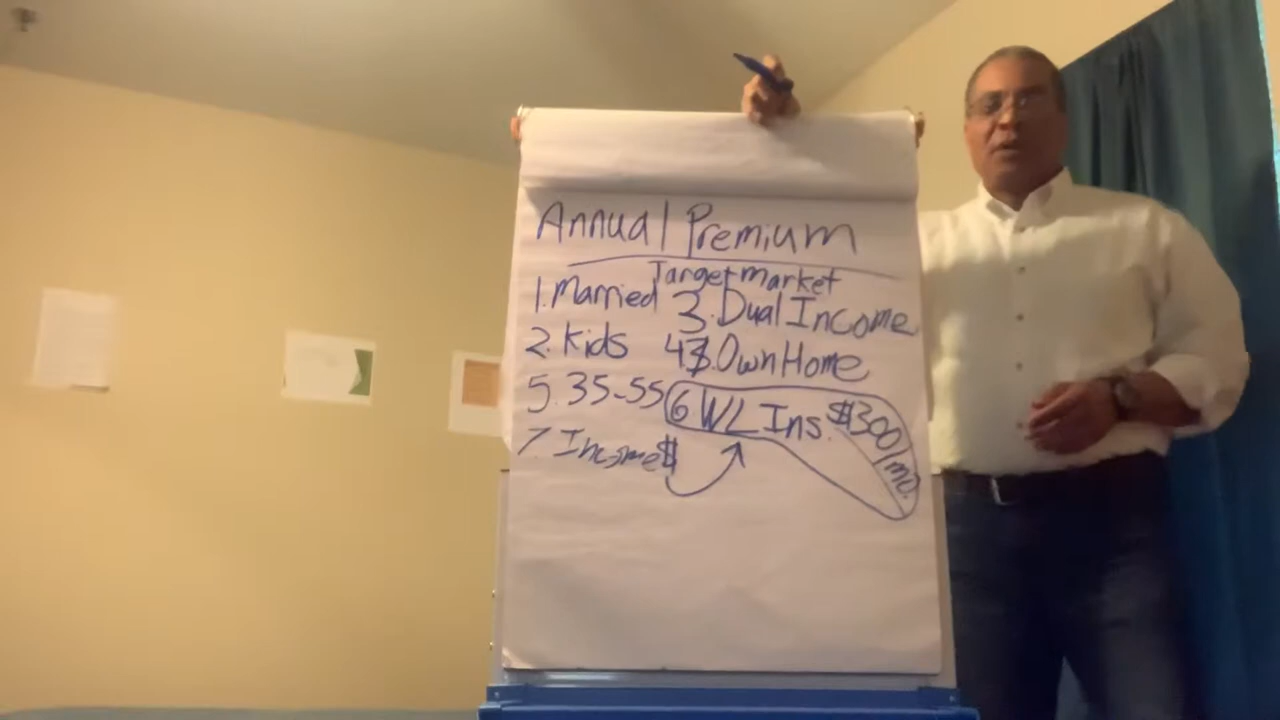 Annual Premium
Target Market
1. Married 3. Dual Income
2. Kids 4. Own Home
5. 35-55 6 WL Ins. $1300/mo.
7 Income $